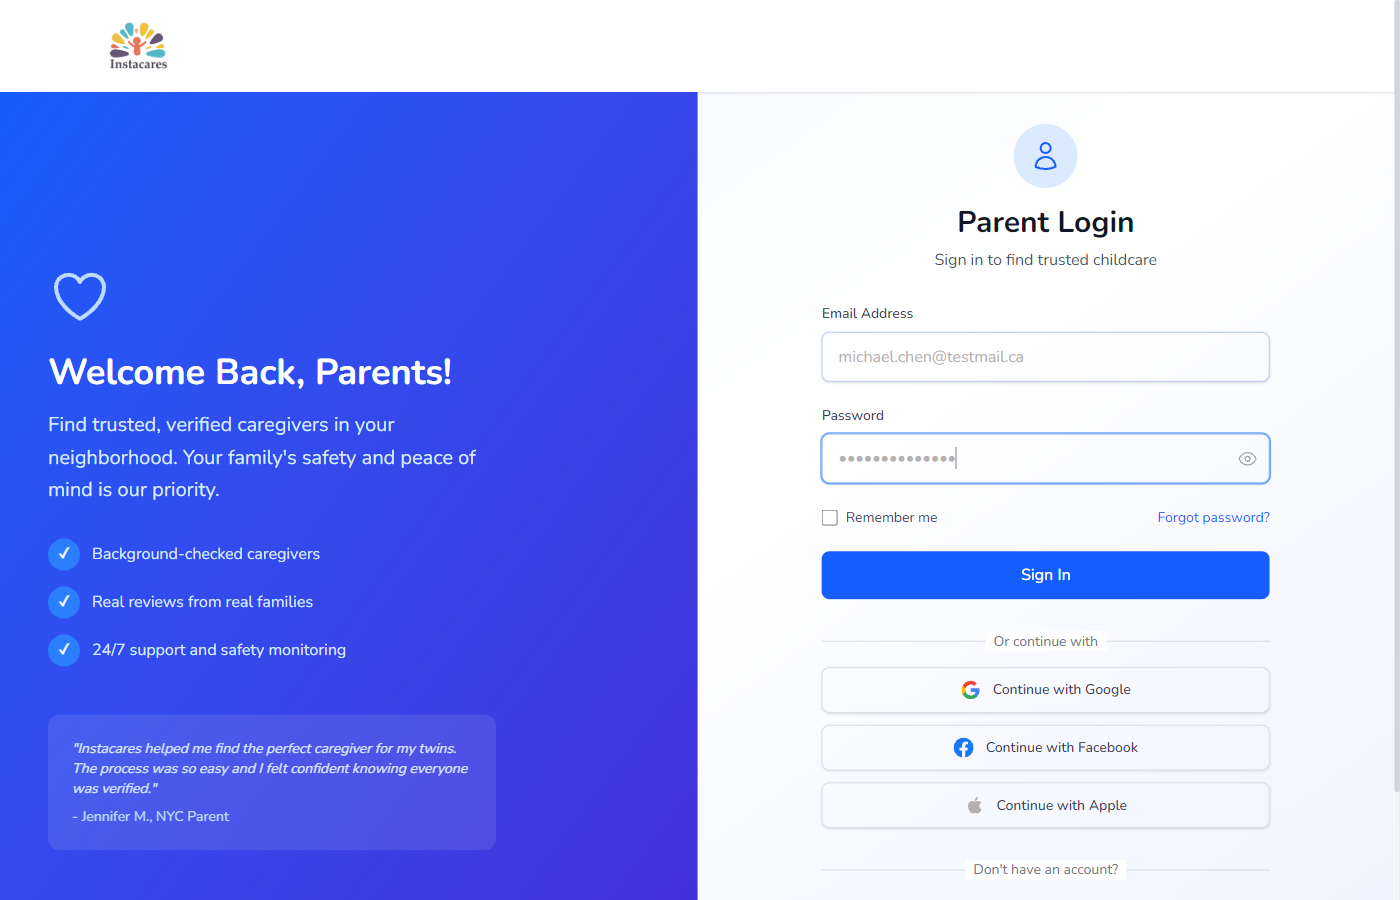 Instacares
Welcome Back, Parents!
Find trusted, verified caregivers in your
neighborhood. Your family's safety and peace of
mind is our priority.
✓ Background-checked caregivers
✓ Real reviews from real families
✓ 24/7 support and safety monitoring
"Instacares helped me find the perfect caregiver for my twins.
The process was so easy and I felt confident knowing everyone
was verified."
- Jennifer M., NYC Parent
Parent Login
Sign in to find trusted childcare
Email Address
michael.chen@testmail.ca
Password
••••••••••••••
Remember me
Forgot password?
Sign In
Or continue with
Continue with Google
Continue with Facebook
Continue with Apple
Don't have an account?